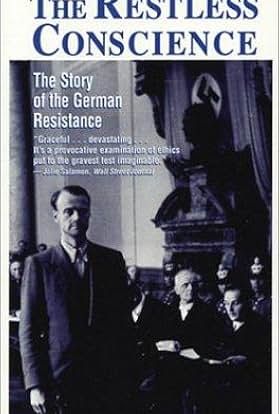 THE RESTLESS
CONSCIENCE
The Story
of the German
Resistance
"Graceful . . . devastating . . .
It's a provocative examination of ethics
put to the gravest test imaginable."
— Julie Salamon, Wall Street Journal